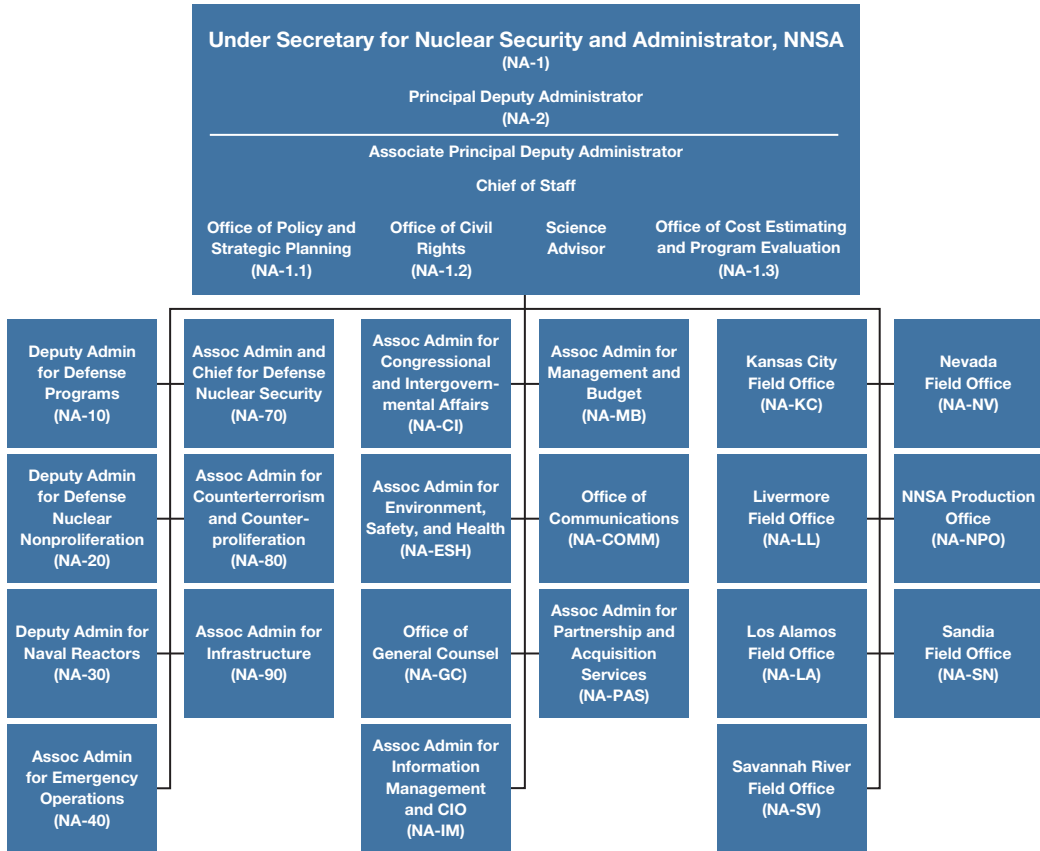 Under Secretary for Nuclear Security and Administrator, NNSA
(NA-1)
Principal Deputy Administrator
(NA-2)
Associate Principal Deputy Administrator
Chief of Staff
Office of Policy and
Strategic Planning
(NA-1.1)
Office of Civil
Rights
(NA-1.2)
Science
Advisor
Office of Cost Estimating
and Program Evaluation
(NA-1.3)
Deputy Admin
for Defense
Programs
(NA-10)
Assoc Admin and
Chief for Defense
Nuclear Security
(NA-70)
Assoc Admin for
Congressional
and Intergovern-
mental Affairs
(NA-CI)
Assoc Admin for
Management and
Budget
(NA-MB)
Kansas City
Field Office
(NA-KC)
Nevada
Field Office
(NA-NV)
Deputy Admin
for Defense
Nuclear
Nonproliferation
(NA-20)
Assoc Admin for
Counterterrorism
and Counter-
proliferation
(NA-80)
Assoc Admin for
Environment,
Safety, and Health
(NA-ESH)
Office of
Communications
(NA-COMM)
Livermore
Field Office
(NA-LL)
NNSA Production
Office
(NA-NPO)
Deputy Admin for
Naval Reactors
(NA-30)
Assoc Admin for
Infrastructure
(NA-90)
Office of
General Counsel
(NA-GC)
Assoc Admin for
Partnership and
Acquisition
Services
(NA-PAS)
Los Alamos
Field Office
(NA-LA)
Sandia
Field Office
(NA-SN)
Assoc Admin
for Emergency
Operations
(NA-40)
Assoc Admin for
Information
Management
and CIO
(NA-IM)
Savannah River
Field Office
(NA-SV)